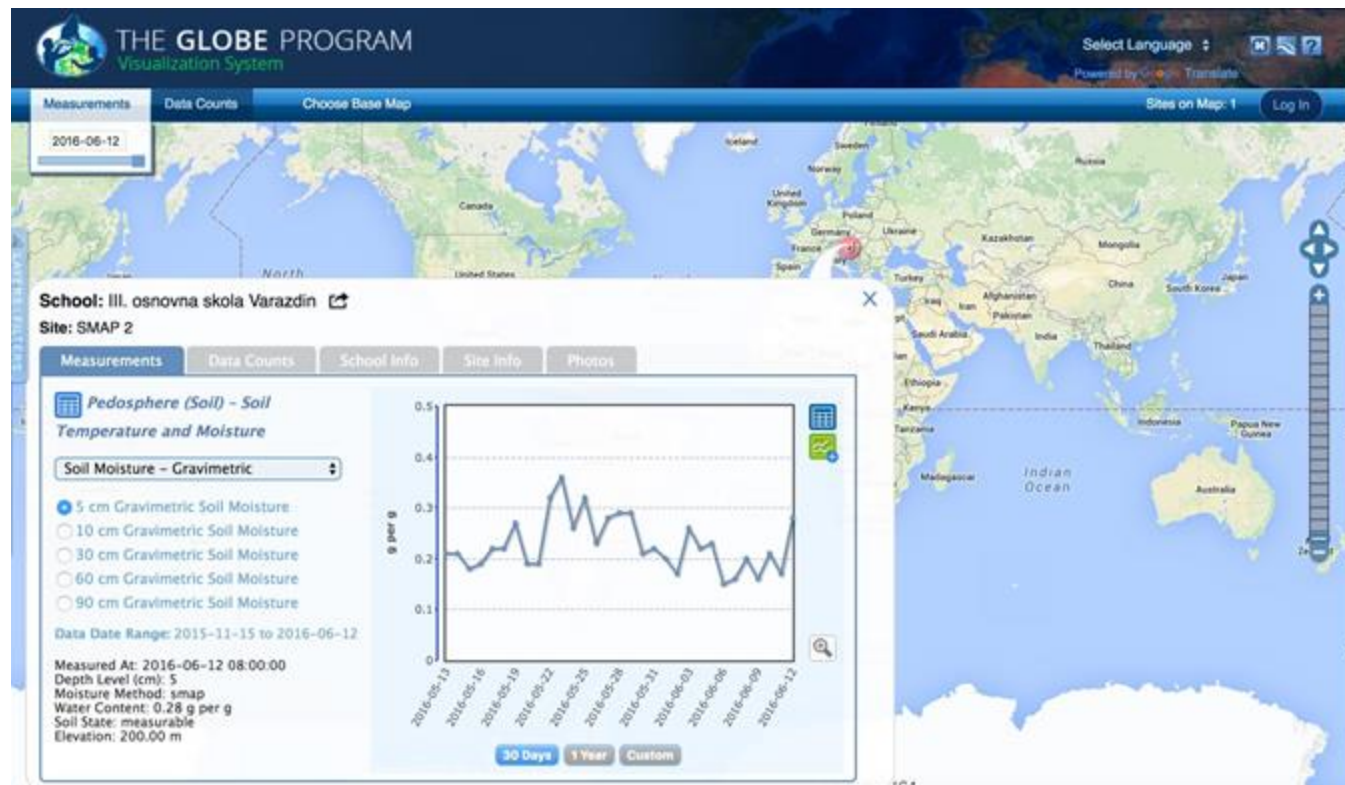 THE GLOBE PROGRAM
Visualization System
Select Language
Powered by Google Translate
Measurements
Data Counts
Choose Base Map
Sites on Map: 1
Log In
2016-06-12
Iceland
Sweden
Norway
Russia
United Kingdom
Canada
Poland
Germany
Ukraine
France
Kazakhstan
Mongolia
Spain
Turkey
North
United States
China
South Korea
Japan
Iraq
Iran
Afghanistan
Pakistan
Saudi Arabia
India
Thailand
Ethiopia
Kenya
Tanzania
Indonesia
Papua New Guinea
Madagascar
Indian Ocean
Australia
LAYERS | FILTERS
School: III. osnovna skola Varazdin
Site: SMAP 2
X
Measurements
Data Counts
School Info
Site Info
Photos
Pedosphere (Soil) - Soil
Temperature and Moisture
Soil Moisture - Gravimetric
5 cm Gravimetric Soil Moisture
10 cm Gravimetric Soil Moisture
30 cm Gravimetric Soil Moisture
60 cm Gravimetric Soil Moisture
90 cm Gravimetric Soil Moisture
Data Date Range: 2015-11-15 to 2016-06-12
Measured At: 2016-06-12 08:00:00
Depth Level (cm): 5
Moisture Method: smap
Water Content: 0.28 g per g
Soil State: measurable
Elevation: 200.00 m
g per g
0.5
0.4
0.3
0.2
0.1
0
2016-05-13
2016-05-16
2016-05-19
2016-05-22
2016-05-25
2016-05-28
2016-05-31
2016-06-03
2016-06-06
2016-06-09
2016-06-12
30 Days
1 Year
Custom